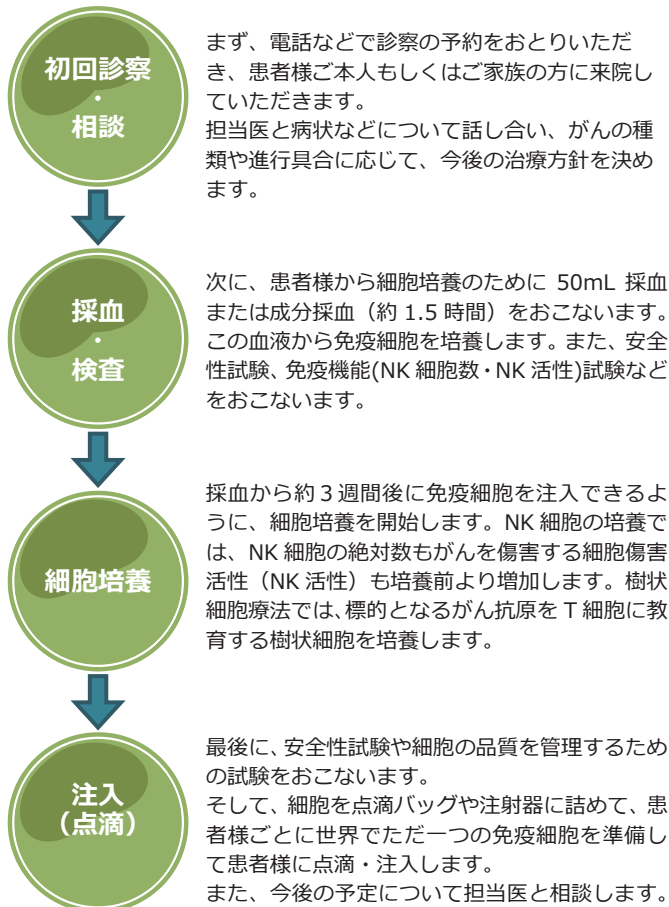 初回診察
・
相談
まず、電話などで診察の予約をおとりいただ
き、患者様ご本人もしくはご家族の方に来院し
ていただきます。
担当医と病状などについて話し合い、がんの種
類や進行具合に応じて、今後の治療方針を決め
ます。
採血
・
検査
次に、患者様から細胞培養のために 50mL 採血
または成分採血（約 1.5 時間）をおこないます。
この血液から免疫細胞を培養します。また、安全
性試験、免疫機能(NK 細胞数・NK 活性)試験など
をおこないます。
細胞培養
採血から約 3 週間後に免疫細胞を注入できるよ
うに、細胞培養を開始します。NK 細胞の培養で
は、NK 細胞の絶対数もがんを傷害する細胞傷害
活性（NK 活性）も培養前より増加します。樹状
細胞療法では、標的となるがん抗原を T 細胞に教
育する樹状細胞を培養します。
注入
（点滴）
最後に、安全性試験や細胞の品質を管理するため
の試験をおこないます。
そして、細胞を点滴バッグや注射器に詰めて、患
者様ごとに世界でただ一つの免疫細胞を準備し
て患者様に点滴・注入します。
また、今後の予定について担当医と相談します。